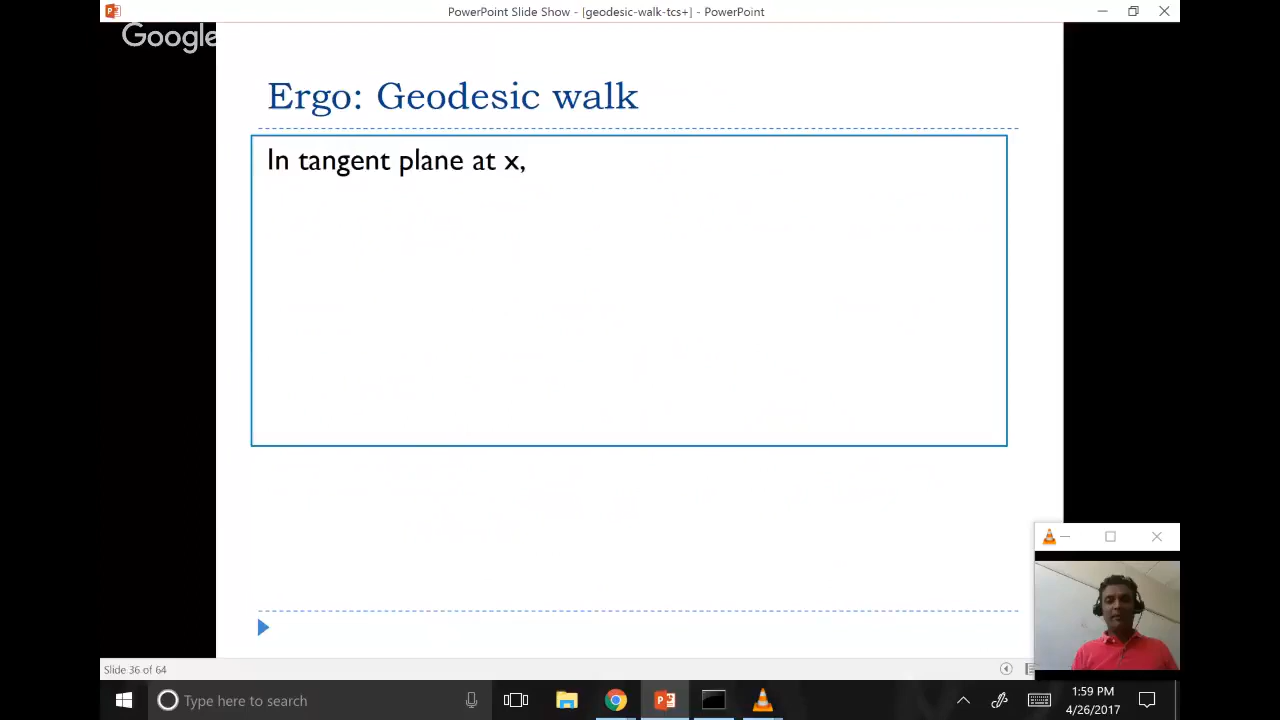 PowerPoint Slide Show - [geodesic-walk-tcs+] - PowerPoint
Google
Ergo: Geodesic walk
In tangent plane at x,
Slide 36 of 64
Type here to search
1:59 PM
4/26/2017